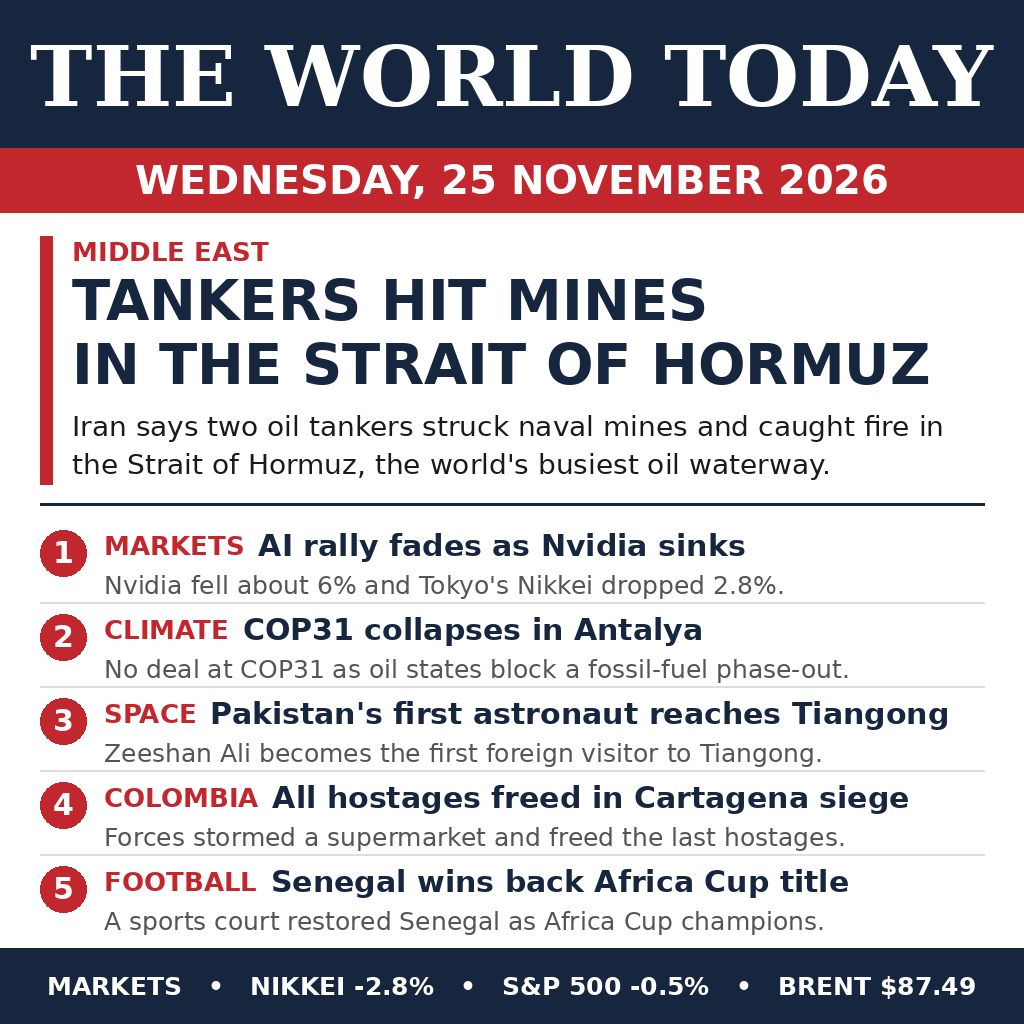 THE WORLD TODAY
WEDNESDAY, 25 NOVEMBER 2026
MIDDLE EAST
TANKERS HIT MINES
IN THE STRAIT OF HORMUZ
Iran says two oil tankers struck naval mines and caught fire in
the Strait of Hormuz, the world's busiest oil waterway.
1 MARKETS AI rally fades as Nvidia sinks
Nvidia fell about 6% and Tokyo's Nikkei dropped 2.8%.
2 CLIMATE COP31 collapses in Antalya
No deal at COP31 as oil states block a fossil-fuel phase-out.
3 SPACE Pakistan's first astronaut reaches Tiangong
Zeeshan Ali becomes the first foreign visitor to Tiangong.
4 COLOMBIA All hostages freed in Cartagena siege
Forces stormed a supermarket and freed the last hostages.
5 FOOTBALL Senegal wins back Africa Cup title
A sports court restored Senegal as Africa Cup champions.
MARKETS • NIKKEI -2.8% • S&P 500 -0.5% • BRENT $87.49